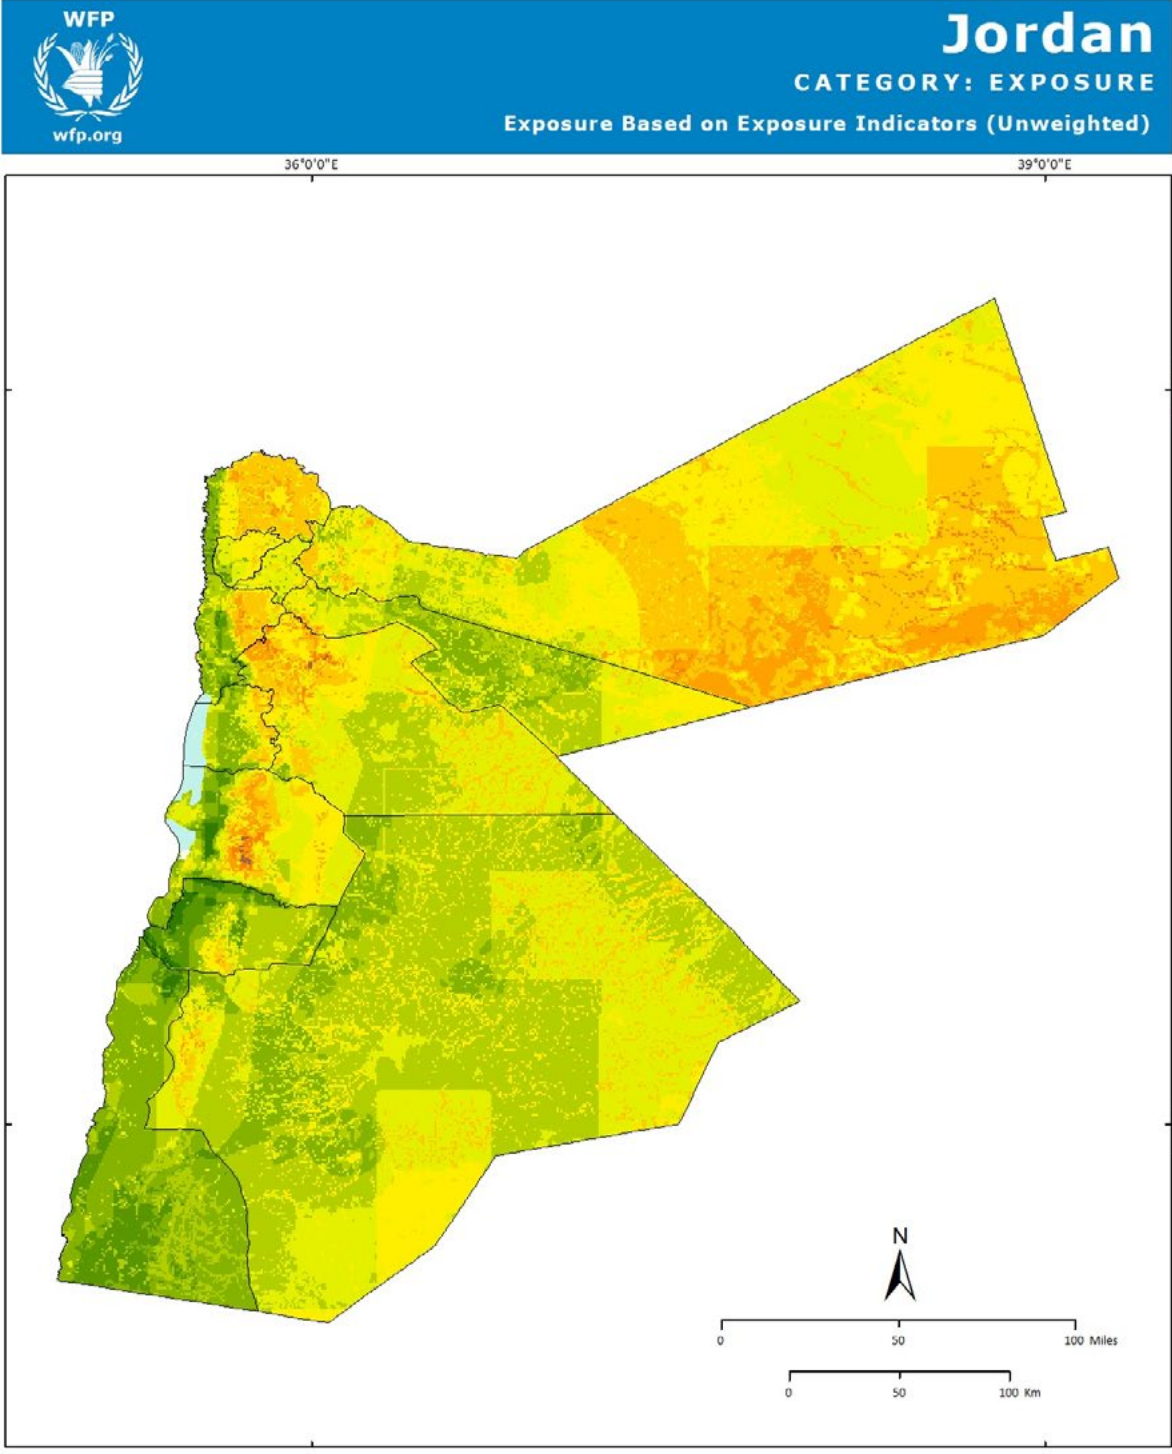 WFP
wfp.org
Jordan
CATEGORY: EXPOSURE
Exposure Based on Exposure Indicators (Unweighted)
36°0'0"E
39°0'0"E
N
0 50 100 Miles
0 50 100 Km